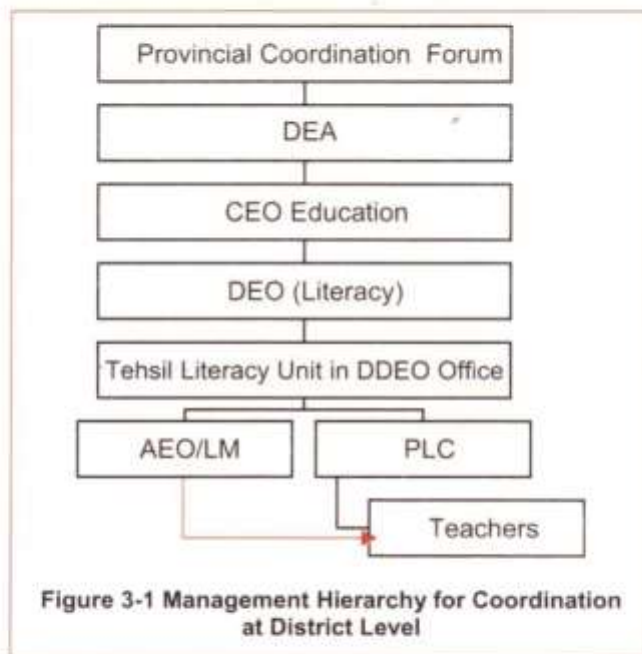 Provincial Coordination Forum
DEA
CEO Education
DEO (Literacy)
Tehsil Literacy Unit in DDEO Office
AEO/LM
PLC
Teachers
Figure 3-1 Management Hierarchy for Coordination
at District Level